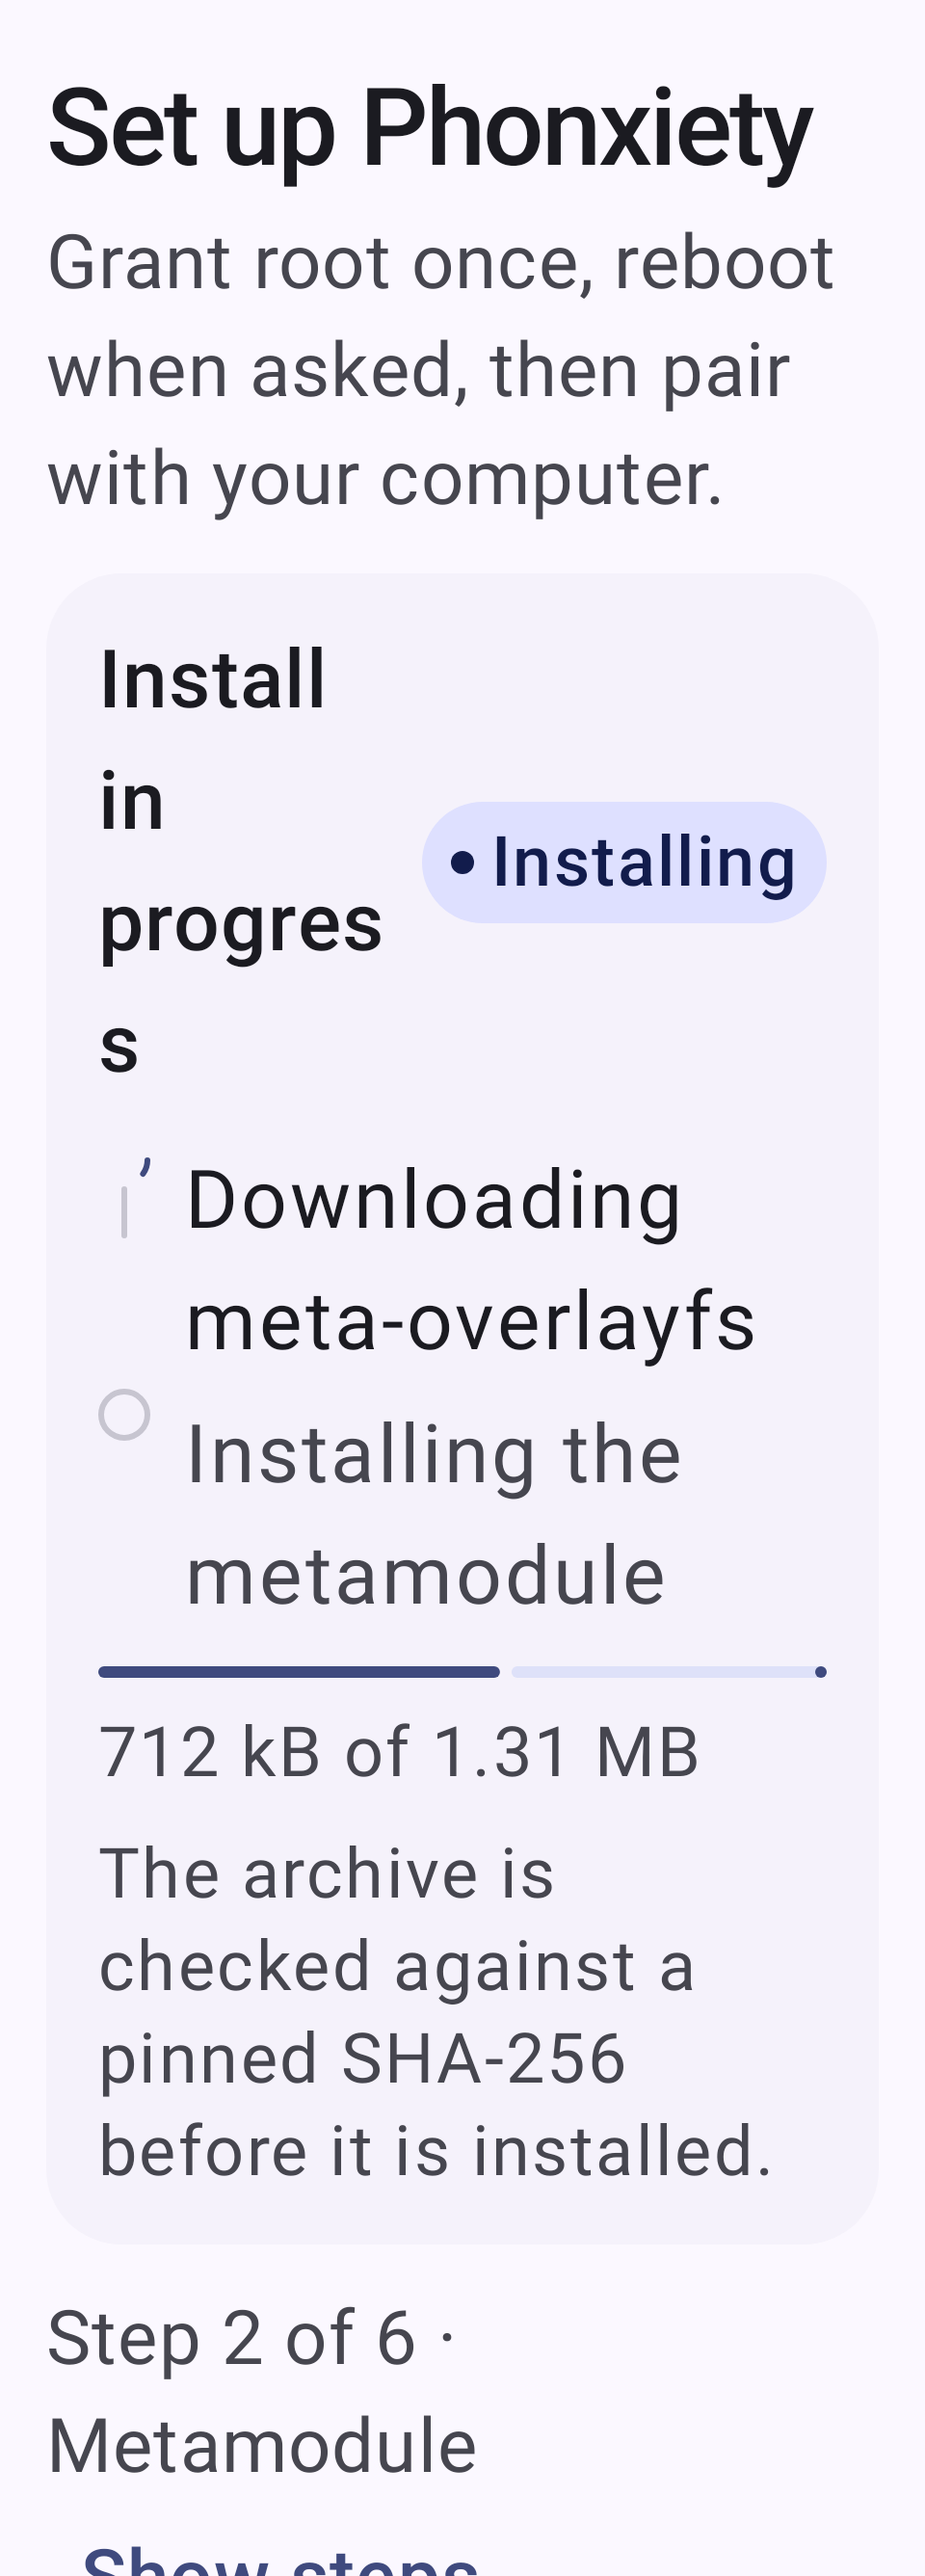 Set up Phonxiety
Grant root once, reboot
when asked, then pair
with your computer.
Install
in
progres
s
Installing
Downloading
meta-overlayfs
Installing the
metamodule
712 kB of 1.31 MB
The archive is
checked against a
pinned SHA-256
before it is installed.
Step 2 of 6 ·
Metamodule
Show steps